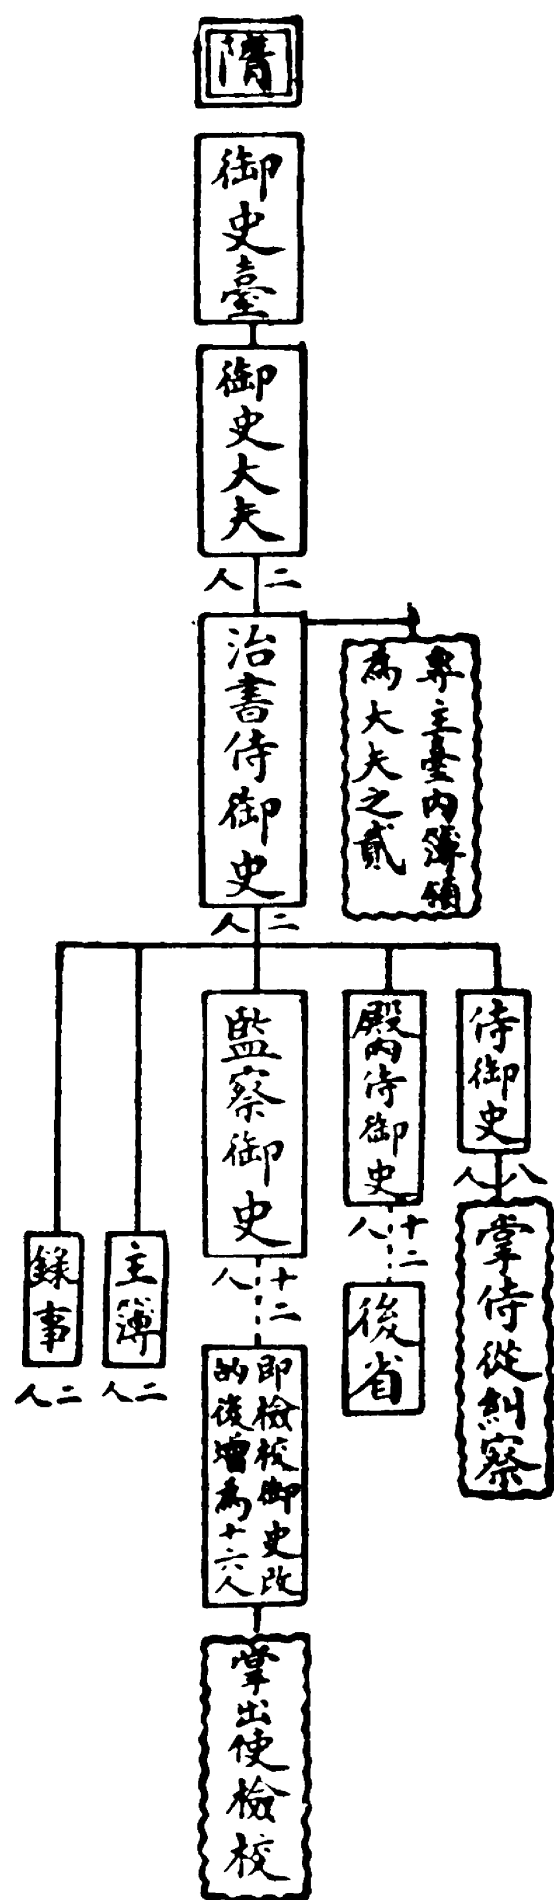 隋
御史臺
御史大夫
二人
治書侍御史
專主臺內簿領
為大夫之貳
二人
侍御史
八人
掌侍從糾察
殿內侍御史
十二人
後省
監察御史
十二人
即檢校御史改
的後增為十六人
掌出使檢校
主簿
二人
錄事
二人